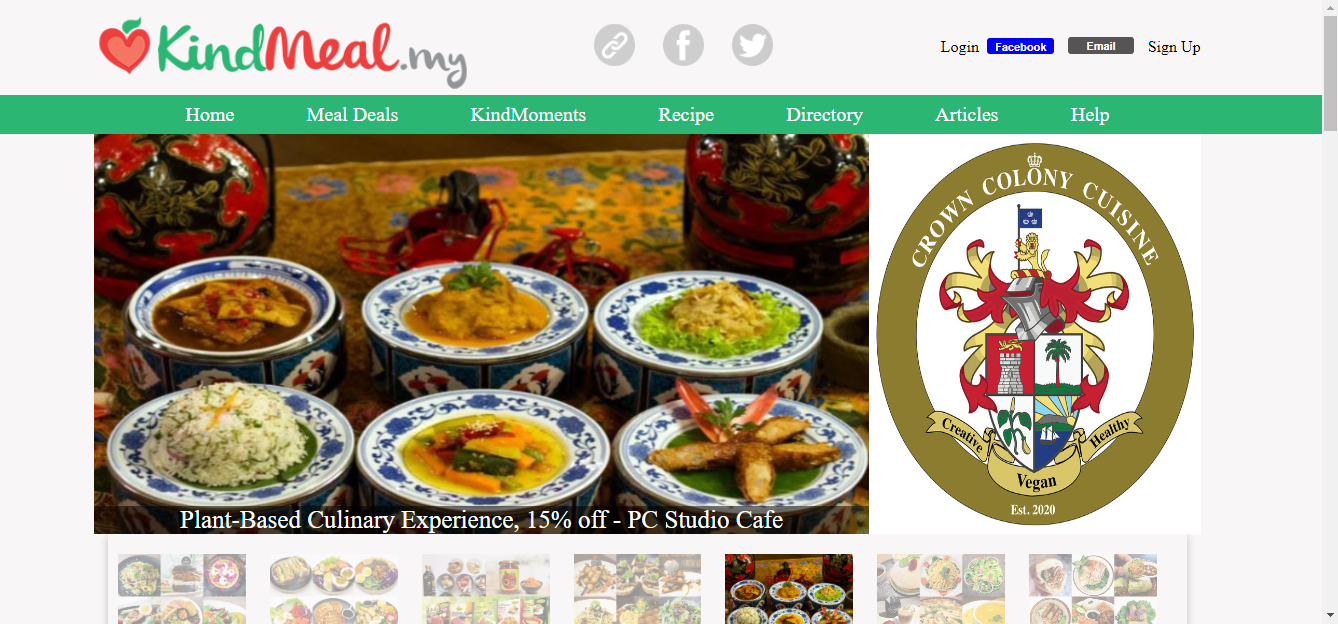 KindMeal.my
Login Facebook Email Sign Up
Home Meal Deals KindMoments Recipe Directory Articles Help
CROWN COLONY CUISINE
Creative Vegan Healthy
Est. 2020
Plant-Based Culinary Experience, 15% off - PC Studio Cafe